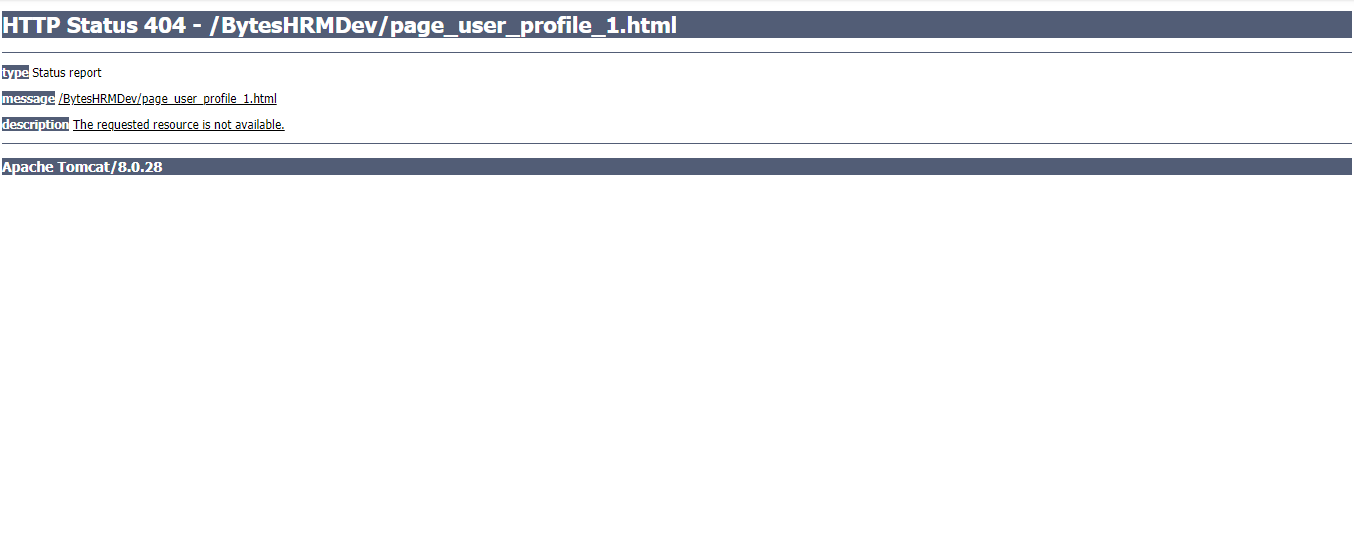 HTTP Status 404 - /BytesHRMDev/page_user_profile_1.html
type Status report
message /BytesHRMDev/page_user_profile_1.html
description The requested resource is not available.
Apache Tomcat/8.0.28